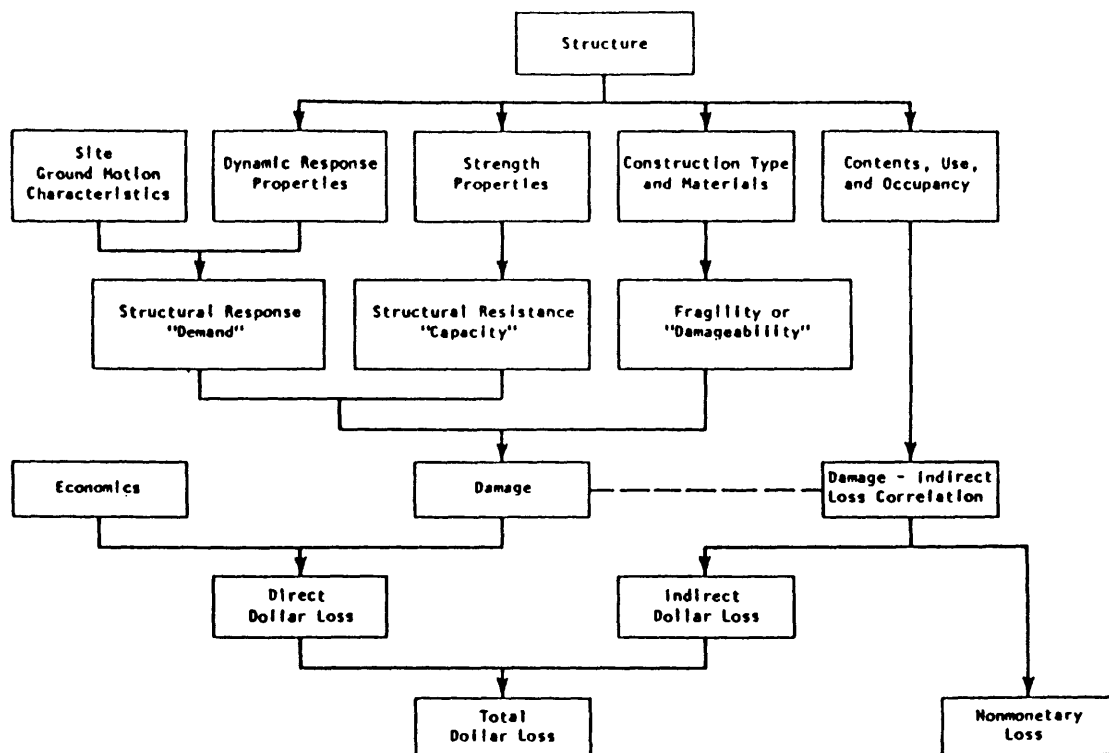 Structure
Site
Ground Motion
Characteristics
Dynamic Response
Properties
Strength
Properties
Construction Type
and Materials
Contents, Use,
and Occupancy
Structural Response
"Demand"
Structural Resistance
"Capacity"
Fragility or
"Damageability"
Economics
Damage
Damage - Indirect
Loss Correlation
Direct
Dollar Loss
Indirect
Dollar Loss
Total
Dollar Loss
Nonmonetary
Loss